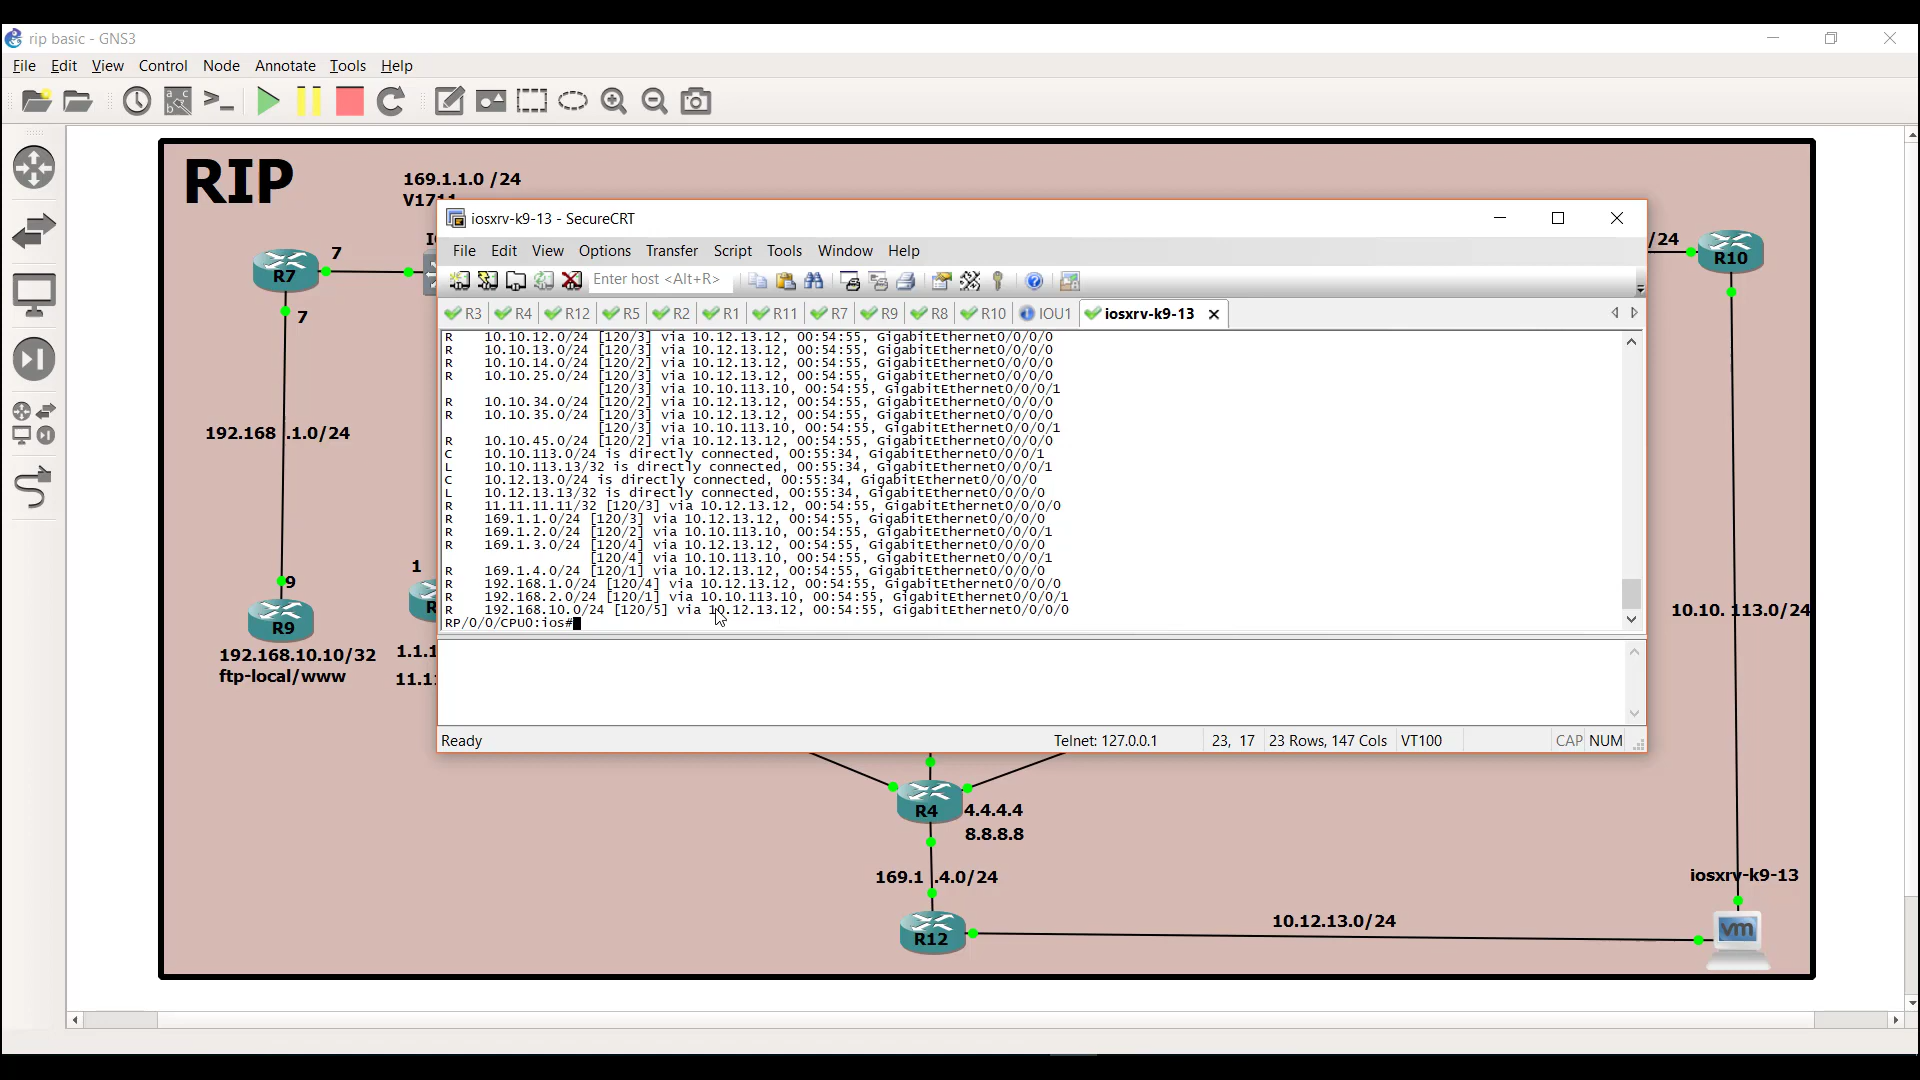 rip basic - GNS3
File Edit View Control Node Annotate Tools Help
RIP
169.1.1.0 /24
7
R7
7
192.168 .1.0/24
9
R9
192.168.10.10/32
ftp-local/www
1
1.1.1
/24
R10
iosxrv-k9-13 - SecureCRT
File Edit View Options Transfer Script Tools Window Help
Enter host <Alt+R>
R3 R4 R12 R5 R2 R1 R11 R7 R9 R8 R10 IOU1 iosxrv-k9-13
R 10.10.12.0/24 [120/3] via 10.12.13.12, 00:54:55, GigabitEthernet0/0/0/0
R 10.10.13.0/24 [120/3] via 10.12.13.12, 00:54:55, GigabitEthernet0/0/0/0
R 10.10.14.0/24 [120/2] via 10.12.13.12, 00:54:55, GigabitEthernet0/0/0/0
R 10.10.25.0/24 [120/3] via 10.12.13.12, 00:54:55, GigabitEthernet0/0/0/0
[120/3] via 10.10.113.10, 00:54:55, GigabitEthernet0/0/0/1
R 10.10.34.0/24 [120/2] via 10.12.13.12, 00:54:55, GigabitEthernet0/0/0/0
R 10.10.35.0/24 [120/3] via 10.12.13.12, 00:54:55, GigabitEthernet0/0/0/0
[120/3] via 10.10.113.10, 00:54:55, GigabitEthernet0/0/0/1
R 10.10.45.0/24 [120/2] via 10.12.13.12, 00:54:55, GigabitEthernet0/0/0/0
C 10.10.113.0/24 is directly connected, 00:55:34, GigabitEthernet0/0/0/1
L 10.10.113.13/32 is directly connected, 00:55:34, GigabitEthernet0/0/0/1
C 10.12.13.0/24 is directly connected, 00:55:34, GigabitEthernet0/0/0/0
L 10.12.13.13/32 is directly connected, 00:55:34, GigabitEthernet0/0/0/0
R 11.11.11.11/32 [120/3] via 10.12.13.12, 00:54:55, GigabitEthernet0/0/0/0
R 169.1.1.0/24 [120/3] via 10.12.13.12, 00:54:55, GigabitEthernet0/0/0/0
R 169.1.2.0/24 [120/2] via 10.10.113.10, 00:54:55, GigabitEthernet0/0/0/1
R 169.1.3.0/24 [120/4] via 10.12.13.12, 00:54:55, GigabitEthernet0/0/0/0
[120/4] via 10.10.113.10, 00:54:55, GigabitEthernet0/0/0/1
R 169.1.4.0/24 [120/1] via 10.12.13.12, 00:54:55, GigabitEthernet0/0/0/0
R 192.168.1.0/24 [120/4] via 10.12.13.12, 00:54:55, GigabitEthernet0/0/0/0
R 192.168.2.0/24 [120/1] via 10.10.113.10, 00:54:55, GigabitEthernet0/0/0/1
R 192.168.10.0/24 [120/5] via 10.12.13.12, 00:54:55, GigabitEthernet0/0/0/0
RP/0/0/CPU0:ios#
Ready Telnet: 127.0.0.1 23, 17 23 Rows, 147 Cols VT100 CAP NUM
10.10. 113.0/24
R4
4.4.4.4
8.8.8.8
169.1 .4.0/24
R12
10.12.13.0/24
iosxrv-k9-13
vm